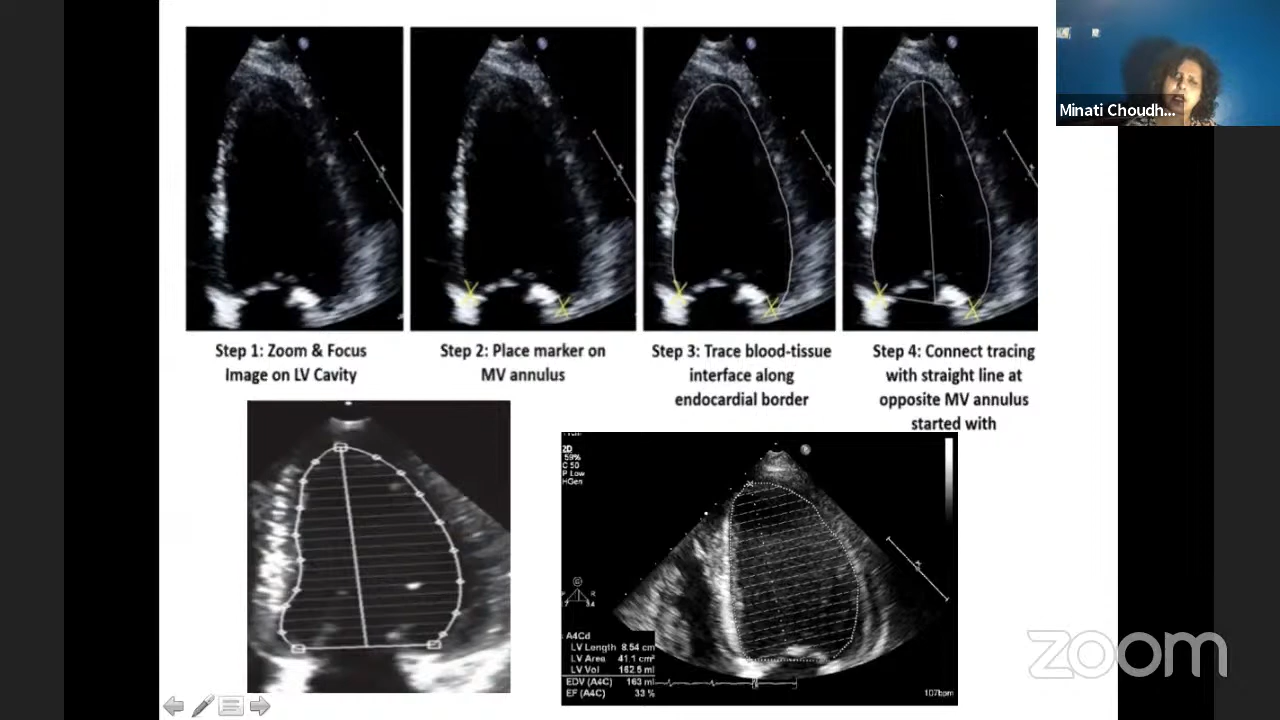 Minati Choudh...
Step 1: Zoom & Focus
Image on LV Cavity
Step 2: Place marker on
MV annulus
Step 3: Trace blood-tissue
interface along
endocardial border
Step 4: Connect tracing
with straight line at
opposite MV annulus
started with
2D
59%
C 50
P Low
HGen
A4Cd
LV Length 8.54 cm
LV Area 41.1 cm²
LV Vol 162.5 ml
EDV (A4C) 163 ml
EF (A4C) 33 %
107bpm
zoom